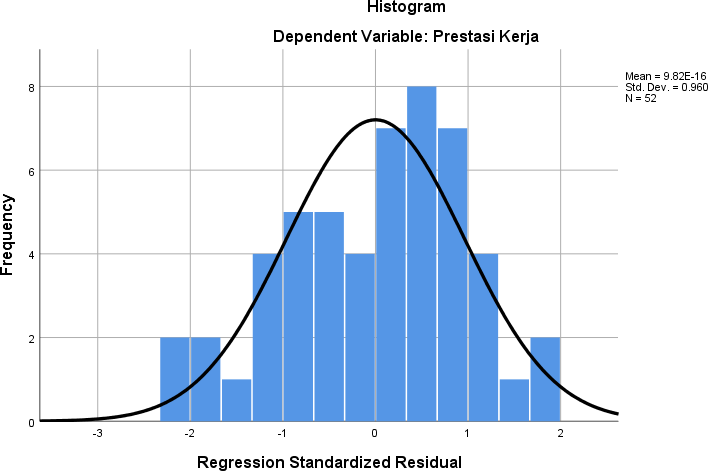 Histogram
Dependent Variable: Prestasi Kerja
Mean = 9.82E-16
Std. Dev. = 0.960
N = 52
Frequency
8
6
4
2
0
-3
-2
-1
0
1
2
Regression Standardized Residual